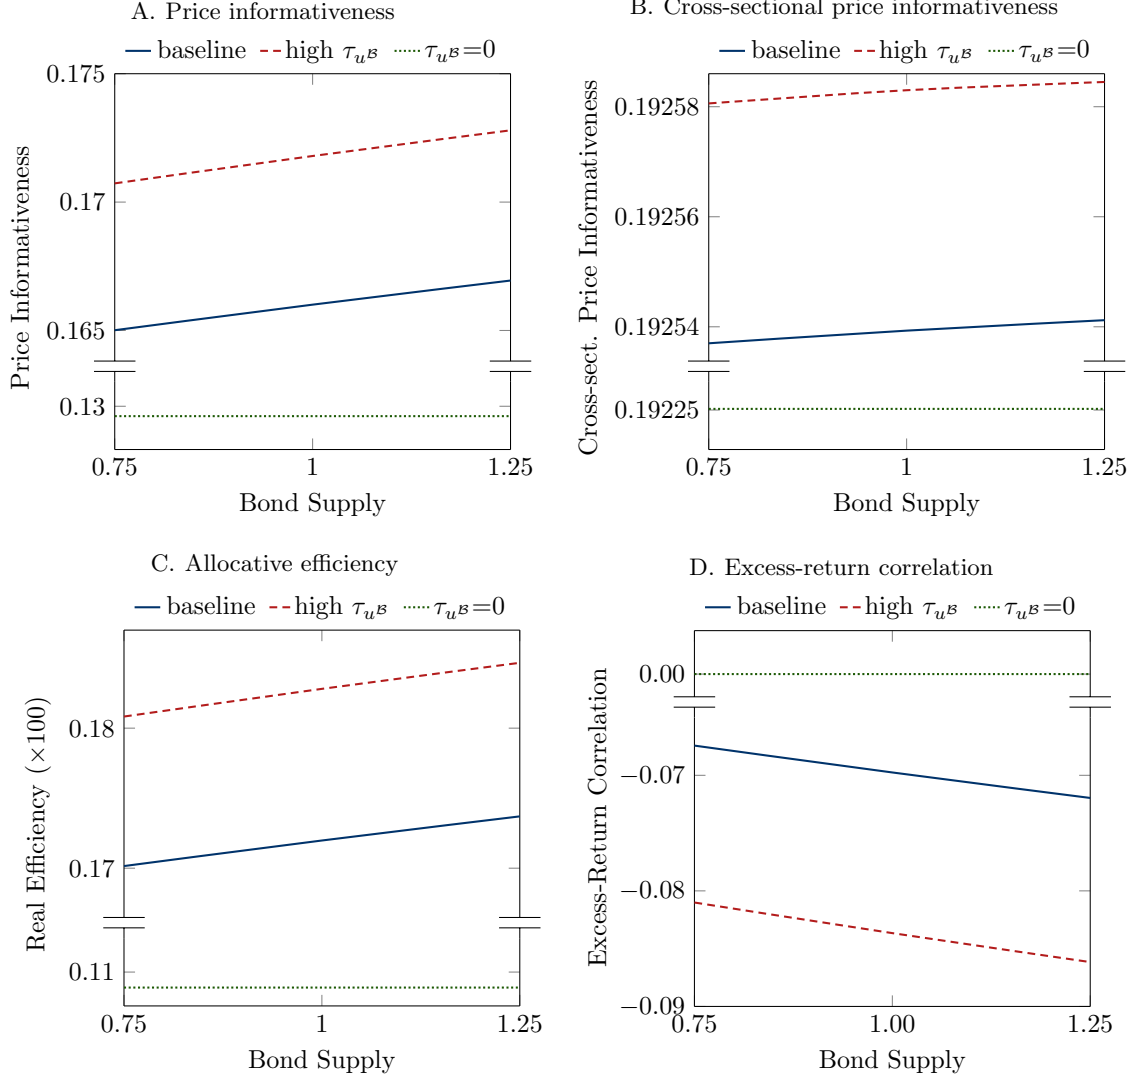 A. Price informativeness
baseline high τ_{u^ℬ} τ_{u^ℬ}=0
Price Informativeness
0.175
0.17
0.165
0.13
0.75 1 1.25
Bond Supply
B. Cross-sectional price informativeness
baseline high τ_{u^ℬ} τ_{u^ℬ}=0
Cross-sect. Price Informativeness
0.19258
0.19256
0.19254
0.19225
0.75 1 1.25
Bond Supply
C. Allocative efficiency
baseline high τ_{u^ℬ} τ_{u^ℬ}=0
Real Efficiency (×100)
0.18
0.17
0.11
0.75 1 1.25
Bond Supply
D. Excess-return correlation
baseline high τ_{u^ℬ} τ_{u^ℬ}=0
Excess-Return Correlation
0.00
−0.07
−0.08
−0.09
0.75 1.00 1.25
Bond Supply